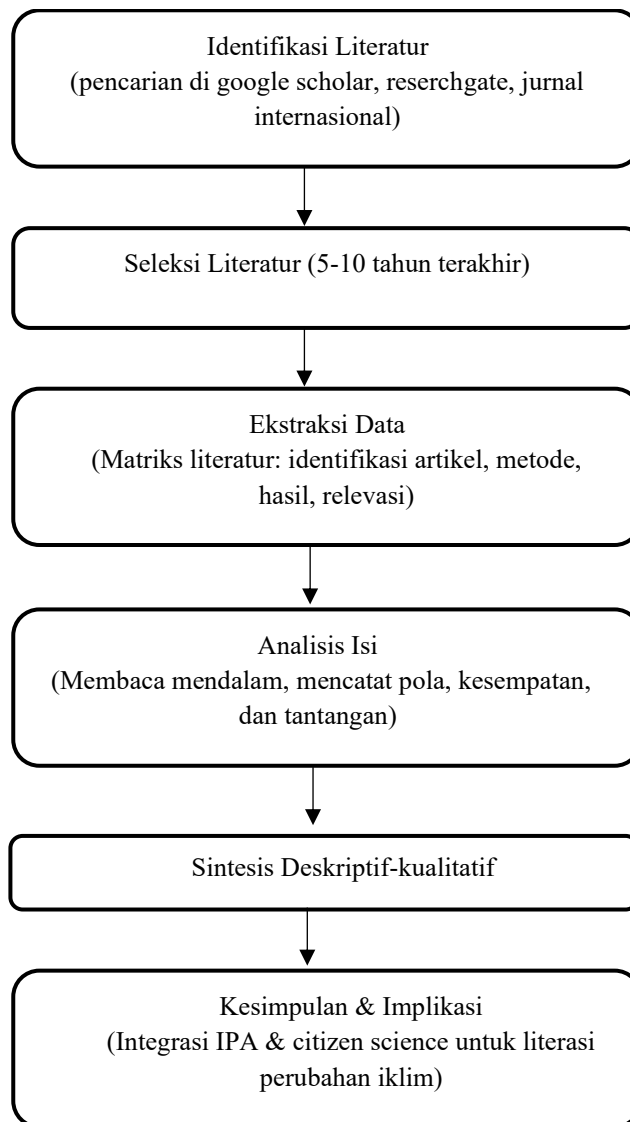 Identifikasi Literatur
(pencarian di google scholar, reserchgate, jurnal
internasional)
Seleksi Literatur (5-10 tahun terakhir)
Ekstraksi Data
(Matriks literatur: identifikasi artikel, metode,
hasil, relevasi)
Analisis Isi
(Membaca mendalam, mencatat pola, kesempatan,
dan tantangan)
Sintesis Deskriptif-kualitatif
Kesimpulan & Implikasi
(Integrasi IPA & citizen science untuk literasi
perubahan iklim)